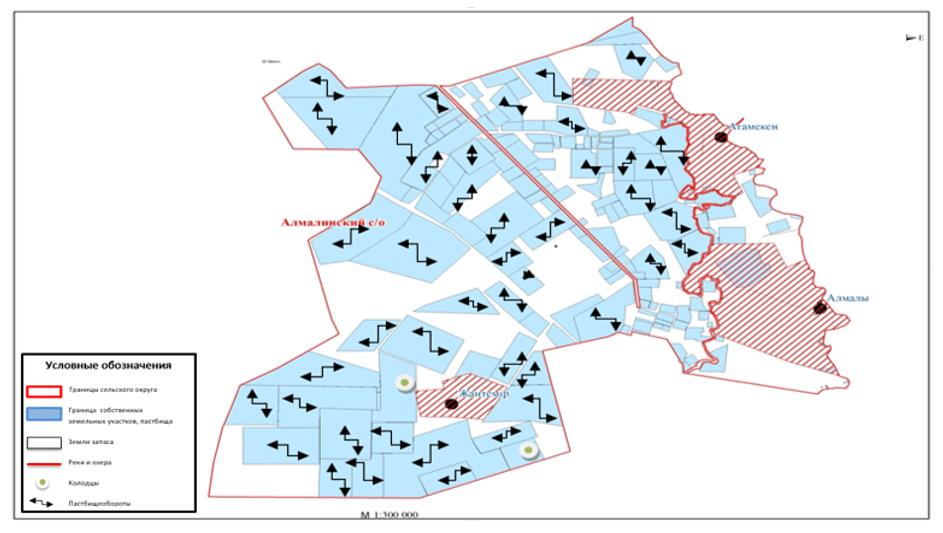 E
Атамекен
Алмалинский с/о
Алмалы
Жантемір
Условные обозначения
Границы сельского округа
Граница собственных
земельных участков, пастбища
Земли запаса
Реки и озера
Колодцы
Пастбищеобороты
М 1:300 000